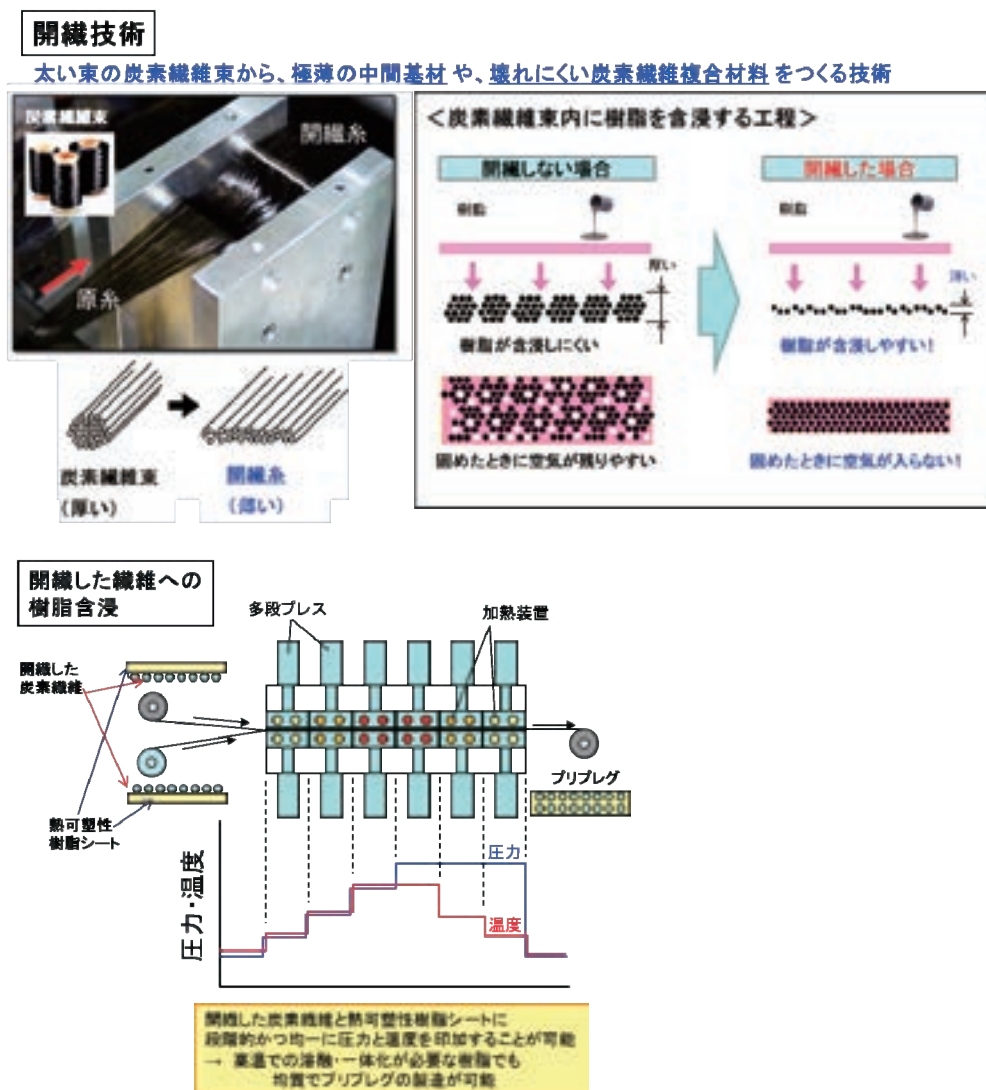 開繊技術
太い束の炭素繊維束から、極薄の中間基材 や、壊れにくい炭素繊維複合材料 をつくる技術
炭素繊維束
開繊糸
原糸
炭素繊維束
(厚い)
開繊糸
(薄い)
＜炭素繊維束内に樹脂を含浸する工程＞
開繊しない場合
開繊した場合
樹脂
樹脂
厚い
薄い
樹脂が含浸しにくい
樹脂が含浸しやすい！
固めたときに空気が残りやすい
固めたときに空気が入らない！
開繊した繊維への
樹脂含浸
多段プレス
加熱装置
開繊した
炭素繊維
プリプレグ
熱可塑性
樹脂シート
圧力・温度
圧力
温度
開繊した炭素繊維と熱可塑性樹脂シートに
段階的かつ均一に圧力と温度を印加することが可能
→ 高温での溶融・一体化が必要な樹脂でも
均質でプリプレグの製造が可能